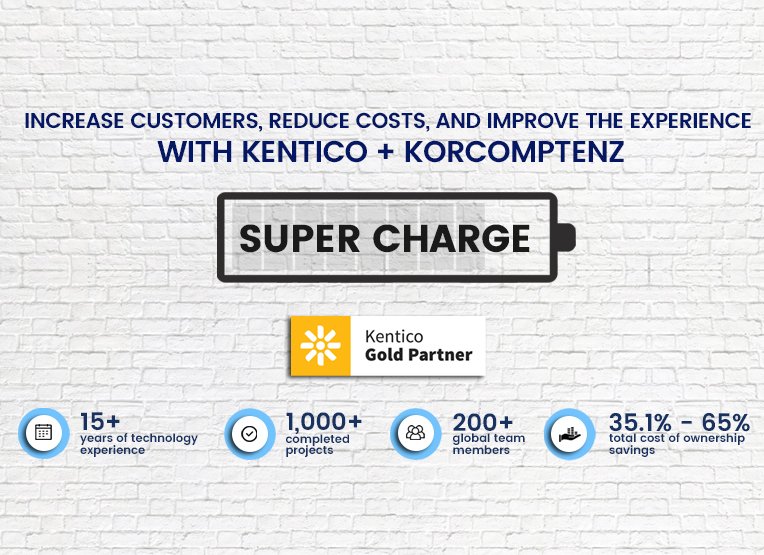 INCREASE CUSTOMERS, REDUCE COSTS, AND IMPROVE THE EXPERIENCE
WITH KENTICO + KORCOMPTENZ
SUPER CHARGE
Kentico
Gold Partner
15+
years of technology
experience
1,000+
completed
projects
200+
global team
members
35.1% - 65%
total cost of ownership
savings